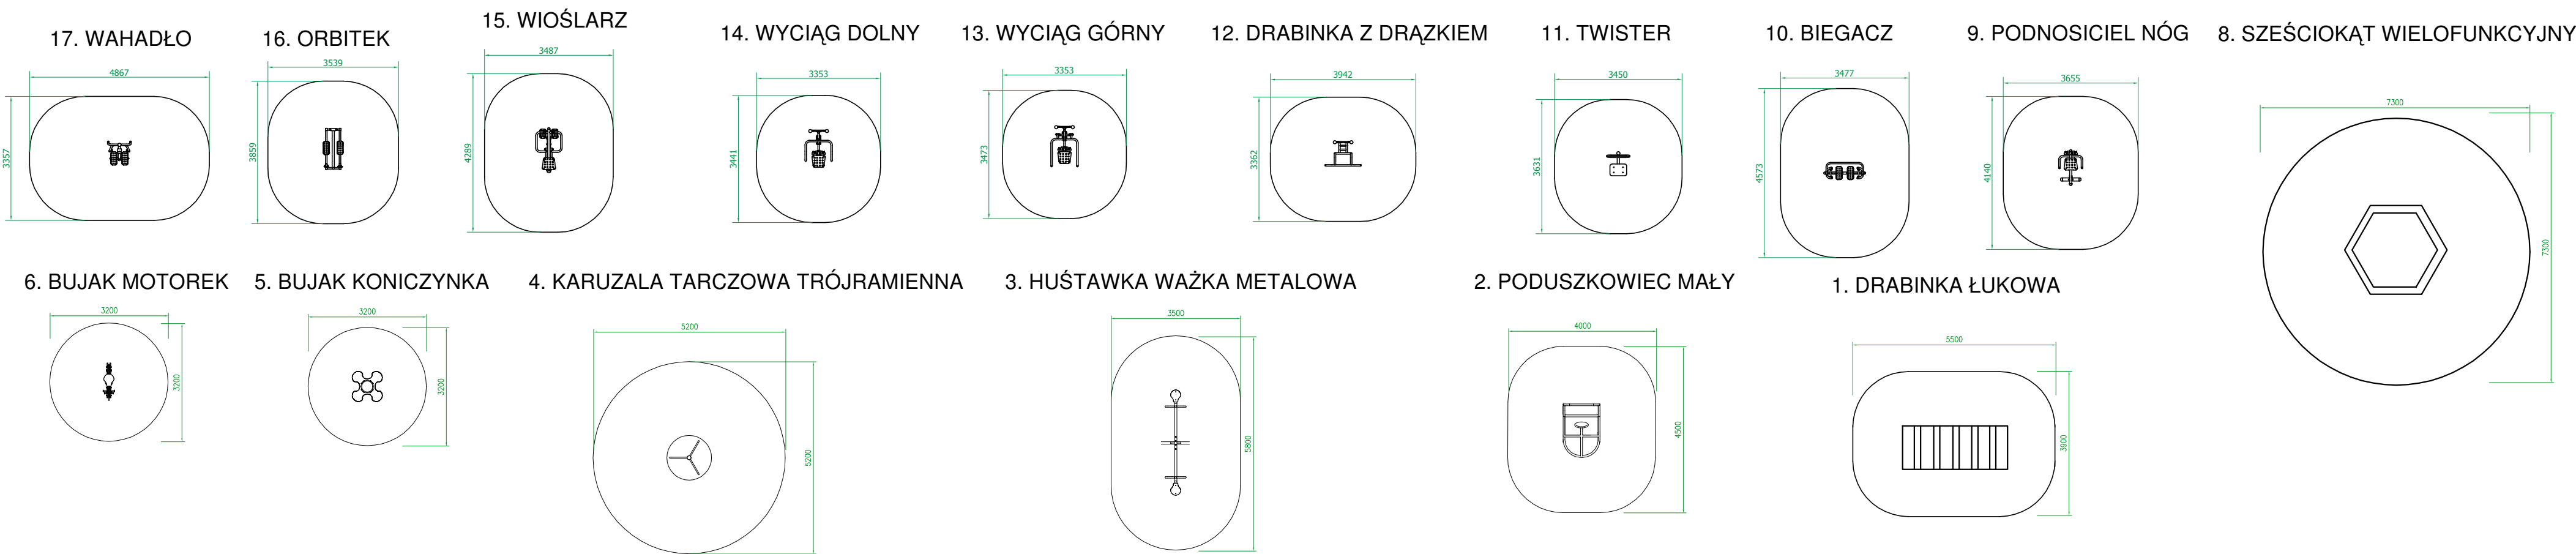 17. WAHADŁO
4867
3357
16. ORBITEK
3539
3859
15. WIOŚLARZ
3487
4289
14. WYCIĄG DOLNY
3353
3441
13. WYCIĄG GÓRNY
3353
3473
12. DRABINKA Z DRĄZKIEM
3942
3362
11. TWISTER
3450
3631
10. BIEGACZ
3477
4573
9. PODNOSICIEL NÓG
3655
4140
8. SZEŚCIOKĄT WIELOFUNKCYJNY
7300
7300
6. BUJAK MOTOREK
3200
3200
5. BUJAK KONICZYNKA
3200
3200
4. KARUZALA TARCZOWA TRÓJRAMIENNA
5200
5200
3. HUŚTAWKA WAŻKA METALOWA
3500
5800
2. PODUSZKOWIEC MAŁY
4000
4500
1. DRABINKA ŁUKOWA
5500
3900